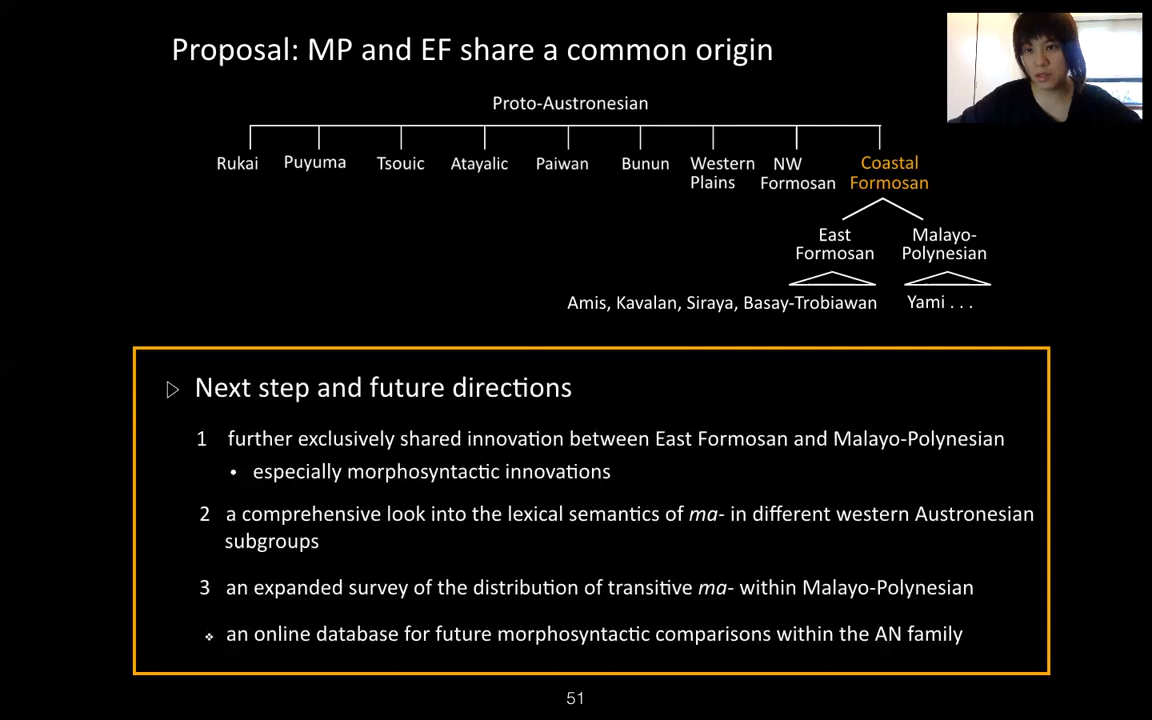 Proposal: MP and EF share a common origin
Proto-Austronesian
Rukai Puyuma Tsouic Atayalic Paiwan Bunun Western Plains NW Formosan Coastal Formosan
East Formosan
Malayo-Polynesian
Amis, Kavalan, Siraya, Basay-Trobiawan
Yami . . .
▷ Next step and future directions
1 further exclusively shared innovation between East Formosan and Malayo-Polynesian
• especially morphosyntactic innovations
2 a comprehensive look into the lexical semantics of ma- in different western Austronesian
subgroups
3 an expanded survey of the distribution of transitive ma- within Malayo-Polynesian
❖ an online database for future morphosyntactic comparisons within the AN family
51